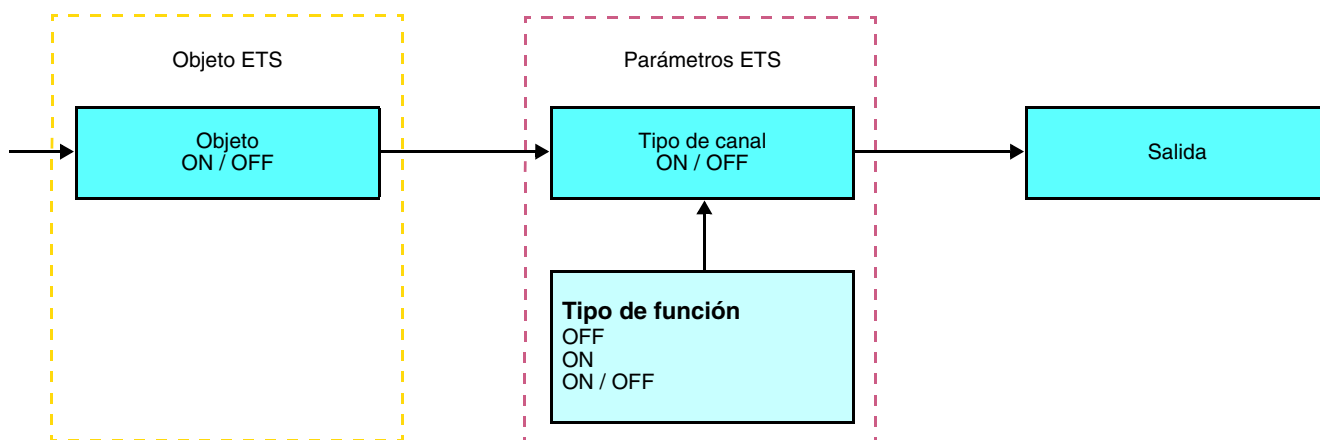 Objeto ETS
Parámetros ETS
Objeto
ON / OFF
Tipo de canal
ON / OFF
Salida
Tipo de función
OFF
ON
ON / OFF